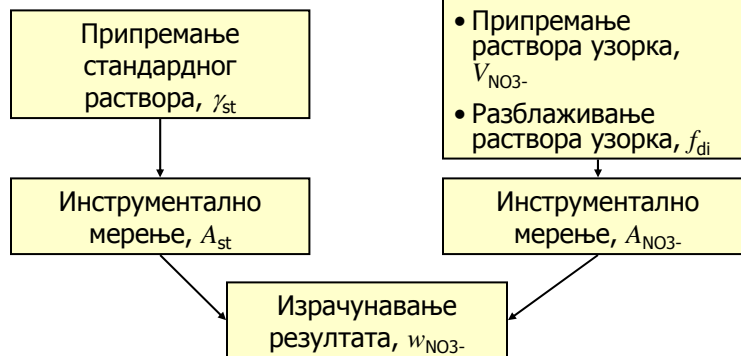 Припремање
стандардног
раствора, γst
• Припремање
раствора узорка,
VNO3-
• Разблаживање
раствора узорка, fdi
Инструментално
мерење, Ast
Инструментално
мерење, ANO3-
Израчунавање
резултата, wNO3-